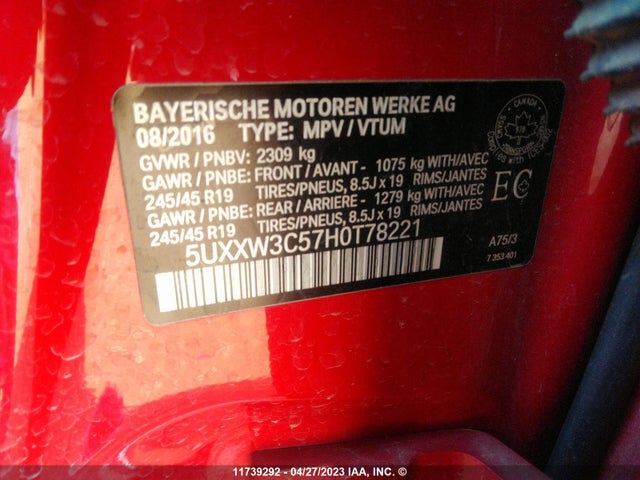 BAYERISCHE MOTOREN WERKE AG
08/2016 TYPE: MPV / VTUM
GVWR / PNBV: 2309 kg
GAWR / PNBE: FRONT / AVANT - 1075 kg WITH/AVEC
245/45 R19 TIRES/PNEUS, 8.5J x 19 RIMS/JANTES
GAWR / PNBE: REAR / ARRIERE - 1279 kg WITH/AVEC
245/45 R19 TIRES/PNEUS, 8.5J x 19 RIMS/JANTES
5UXXW3C57H0T78221
CANADA
EC
A75/3
7 353 401
11739292 - 04/27/2023 IAA, INC. ©